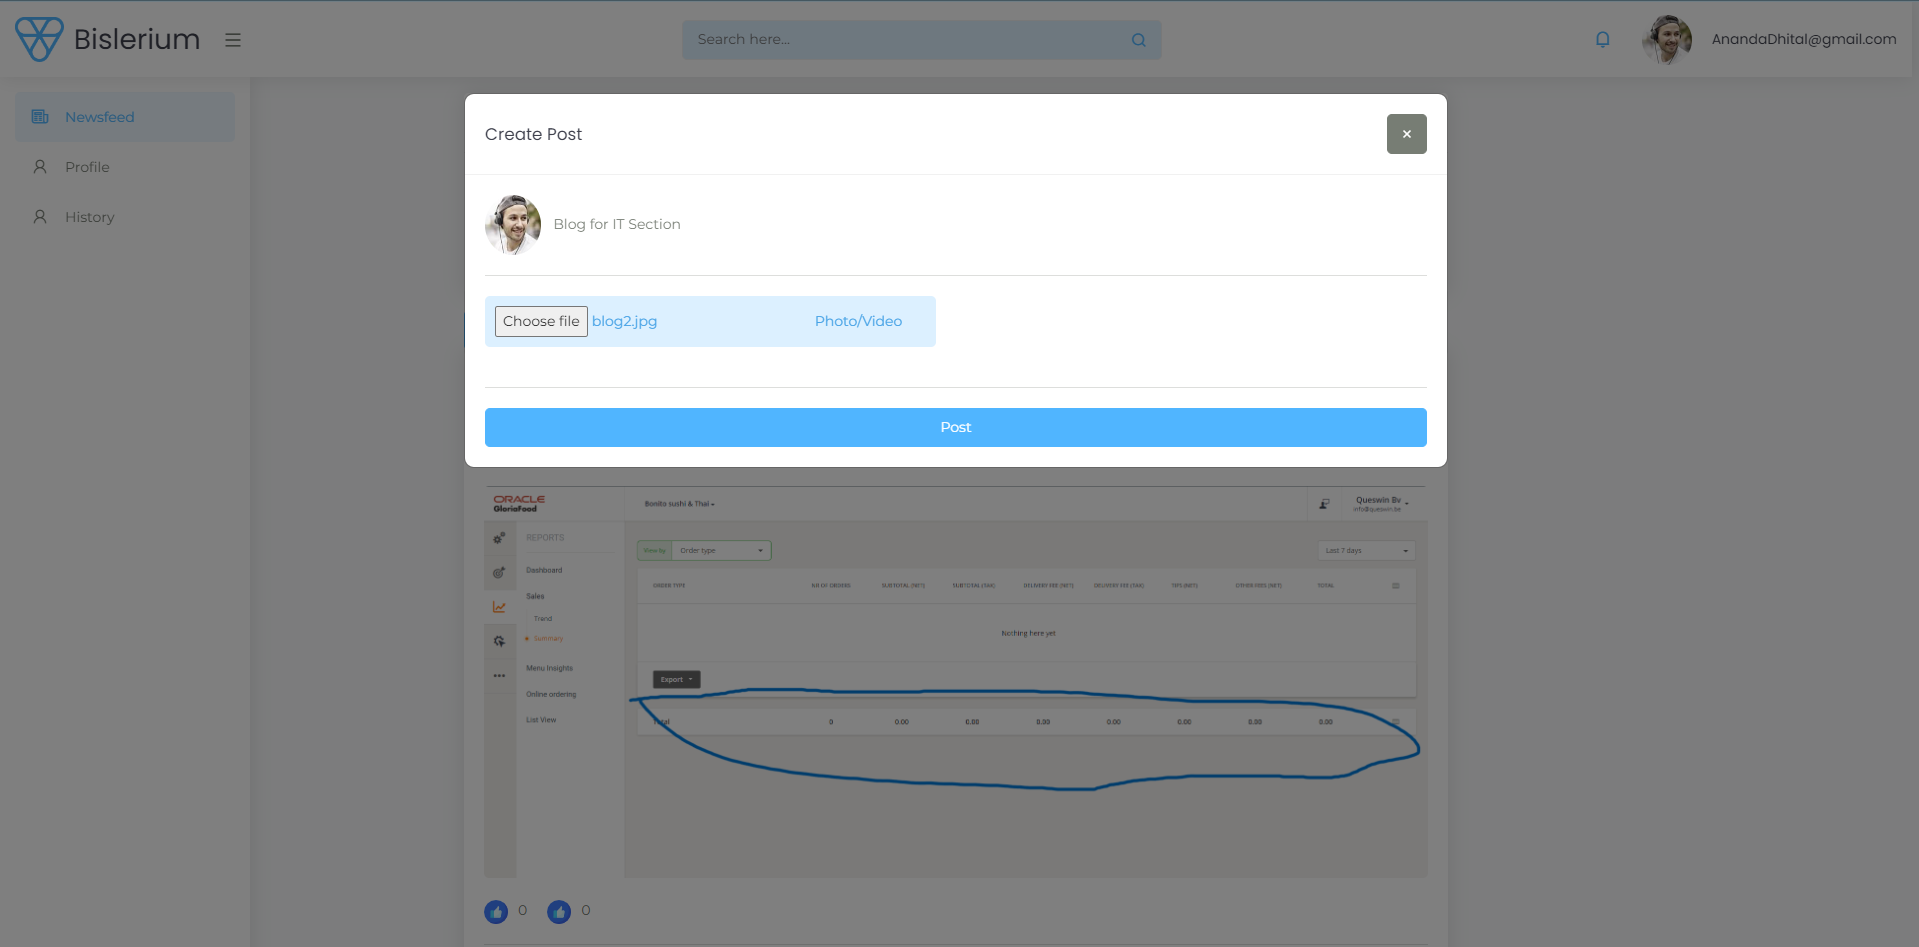 Bislerium
Search here...
AnandaDhital@gmail.com
Newsfeed
Profile
History
Create Post
×
Blog for IT Section
Choose file blog2.jpg Photo/Video
Post
ORACLE
GloriaFood
Bonito sushi & Thai
Queswin Bv
info@queswin.be
REPORTS
Dashboard
Sales
Trend
Summary
Menu Insights
Online ordering
List View
View by Order type
Last 7 days
ORDER TYPE NR OF ORDERS SUBTOTAL (NET) SUBTOTAL (TAX) DELIVERY FEE (NET) DELIVERY FEE (TAX) TIPS (NET) OTHER FEES (NET) TOTAL
Nothing here yet
Export
Total 0 0.00 0.00 0.00 0.00 0.00 0.00 0.00
0 0